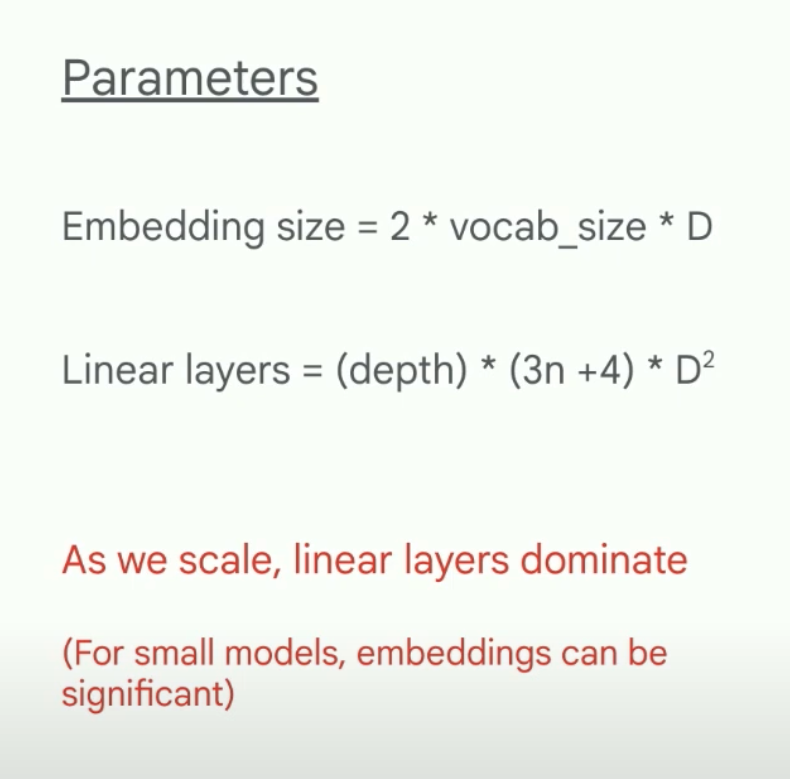 Parameters
Embedding size = 2 * vocab_size * D
Linear layers = (depth) * (3n +4) * D²
As we scale, linear layers dominate
(For small models, embeddings can be
significant)